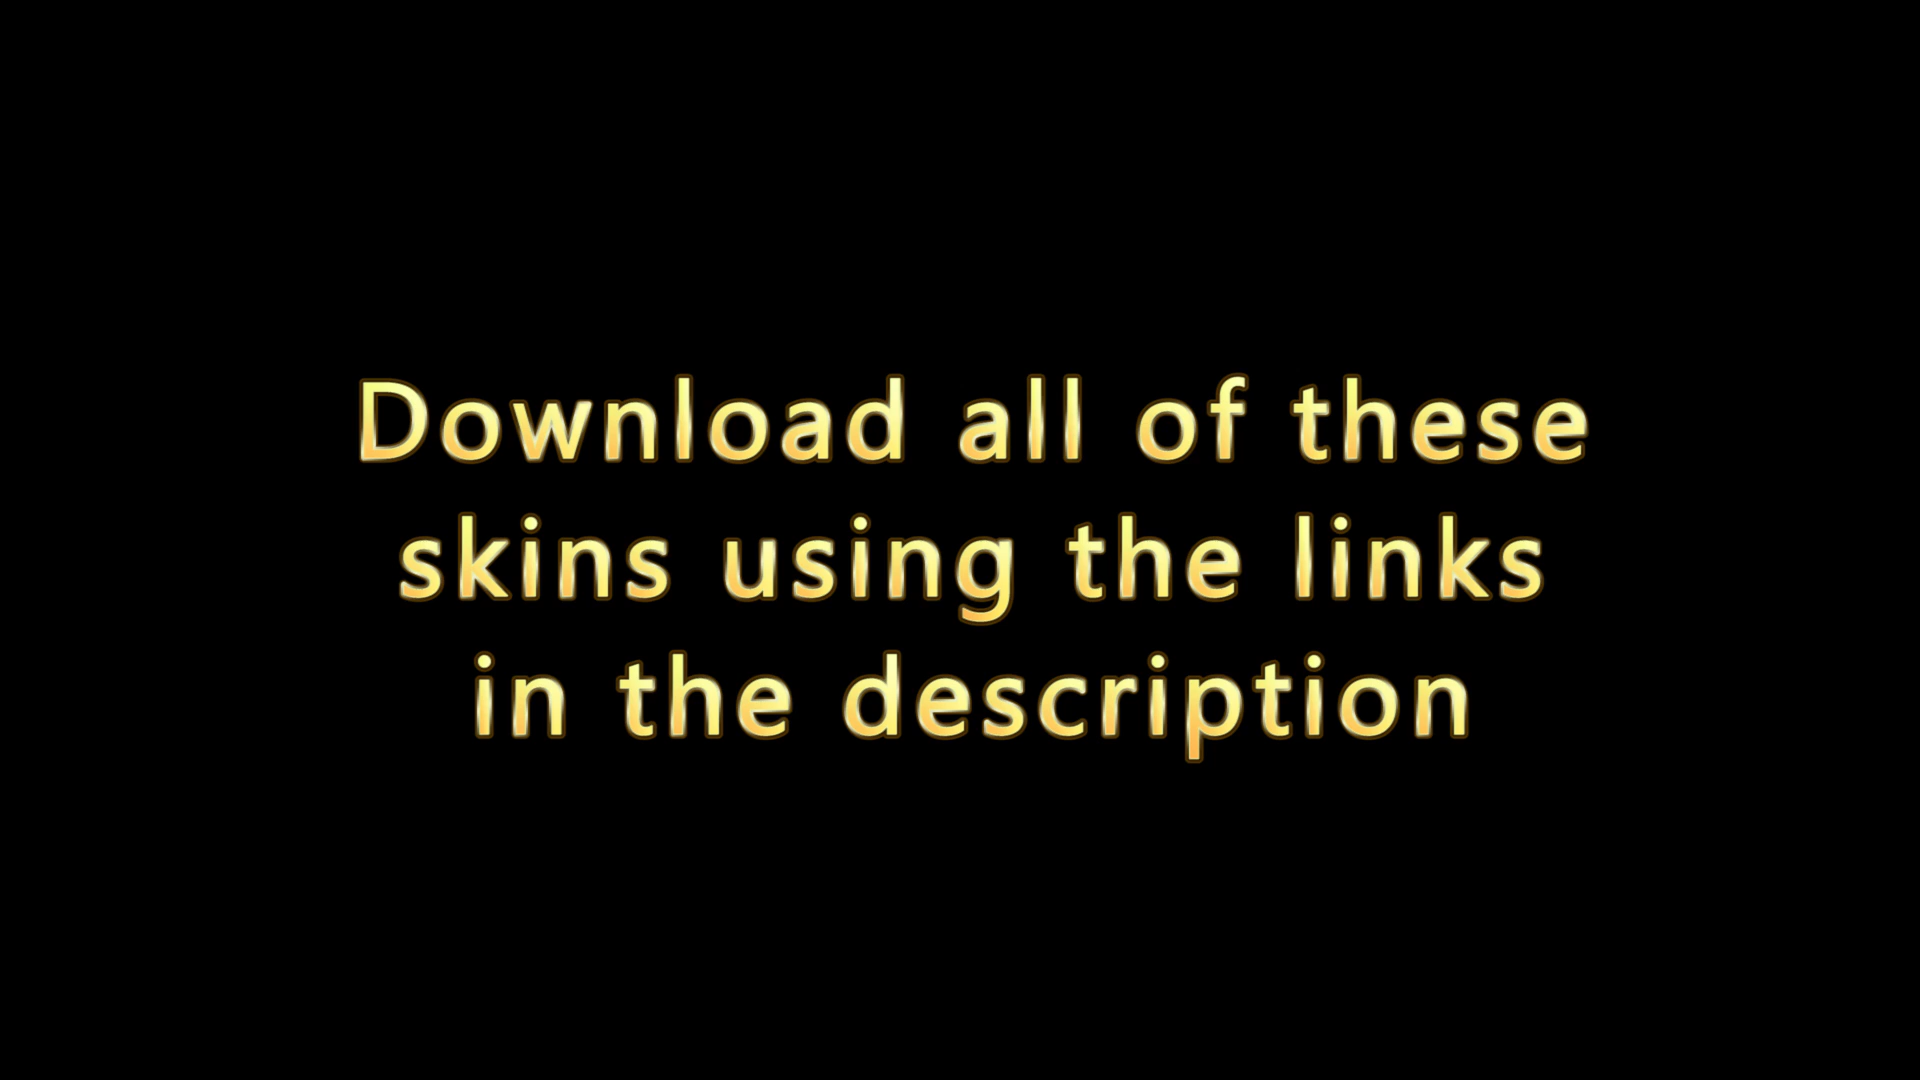 Download all of these
skins using the links
in the description